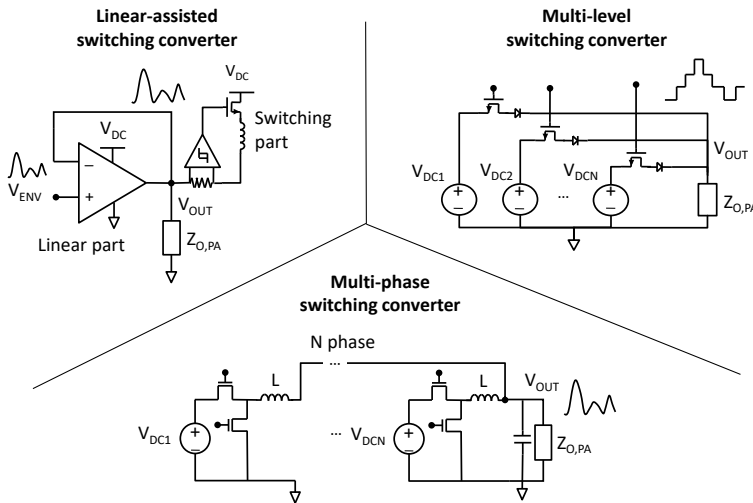 Linear-assisted
switching converter
V_DC
Switching
part
V_DC
−
+
V_ENV
V_OUT
Linear part
Z_O,PA
Multi-level
switching converter
V_OUT
V_DC1
+
−
V_DC2
+
−
...
V_DCN
+
−
Z_O,PA
Multi-phase
switching converter
N phase
...
L
L
V_OUT
V_DC1
+
−
...
V_DCN
+
−
Z_O,PA